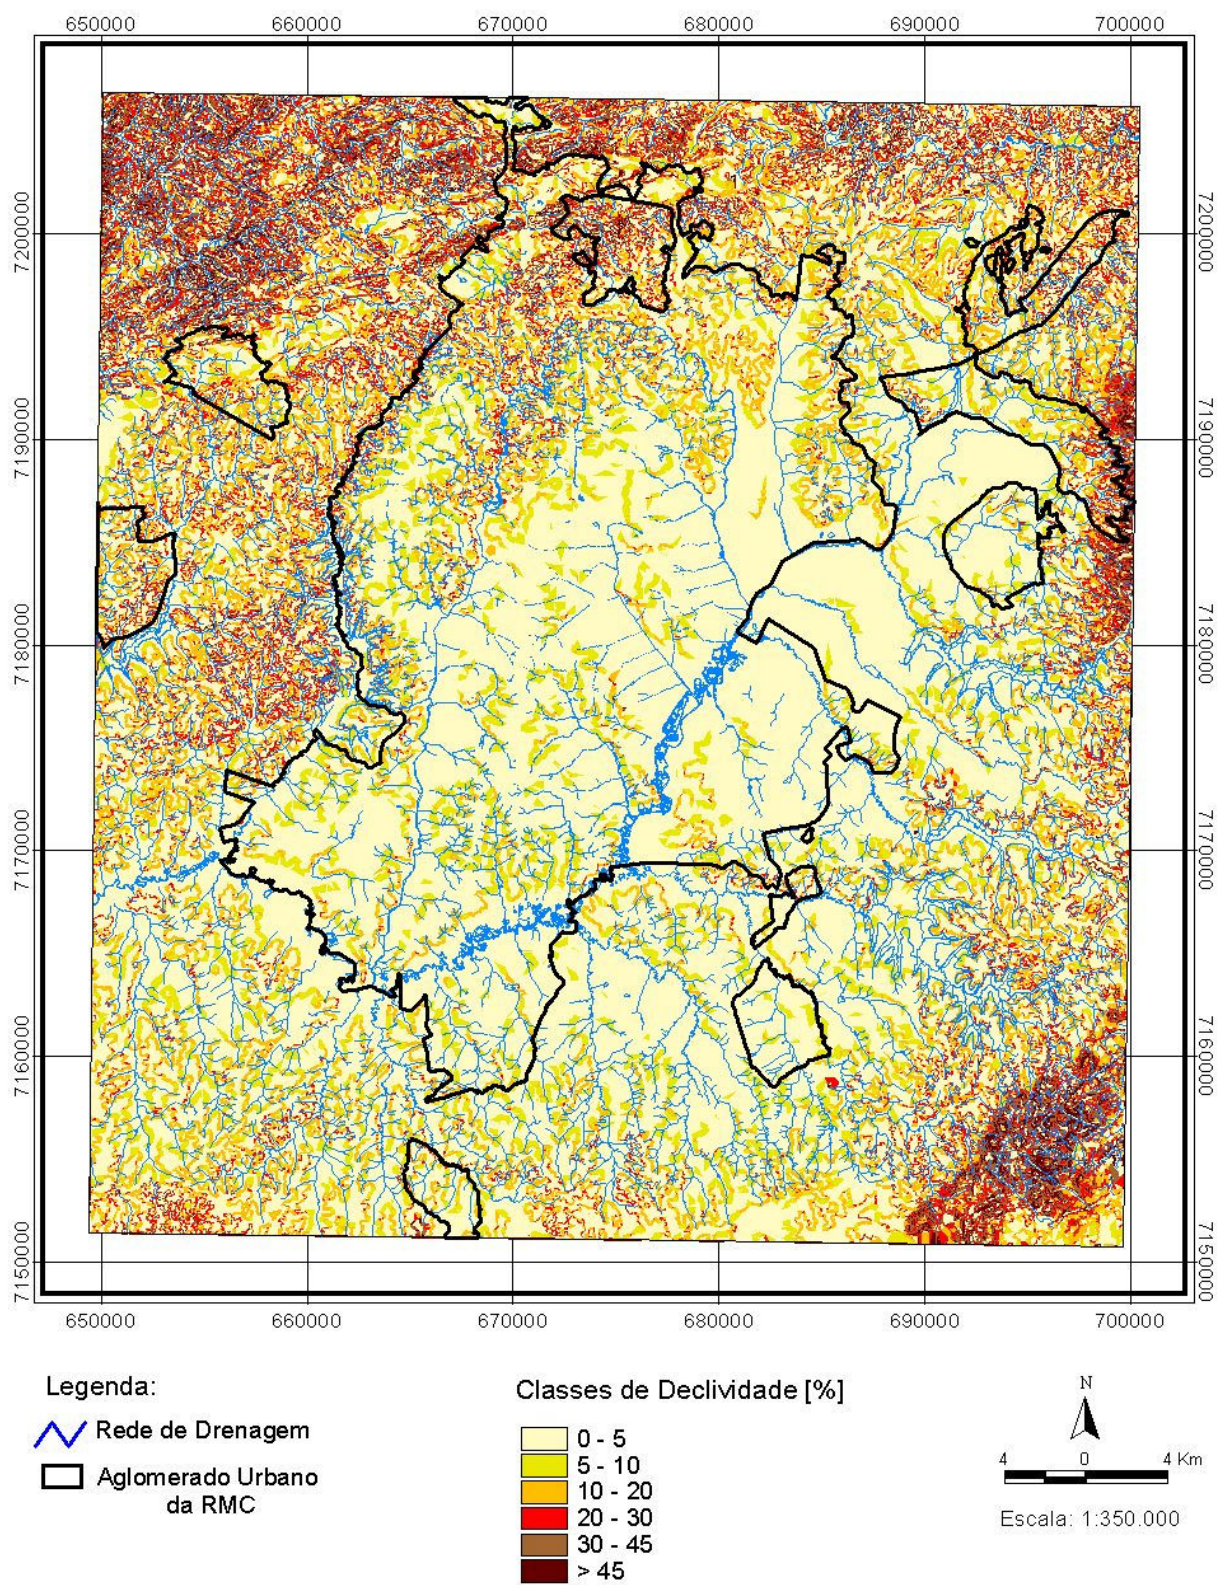 650000 660000 670000 680000 690000 700000
7200000
7200000
7190000
7190000
7180000
7180000
7170000
7170000
7160000
7160000
7150000
7150000
650000 660000 670000 680000 690000 700000
Legenda:
Rede de Drenagem
Aglomerado Urbano
da RMC
Classes de Declividade [%]
0 - 5
5 - 10
10 - 20
20 - 30
30 - 45
> 45
N
4 0 4 Km
Escala: 1:350.000